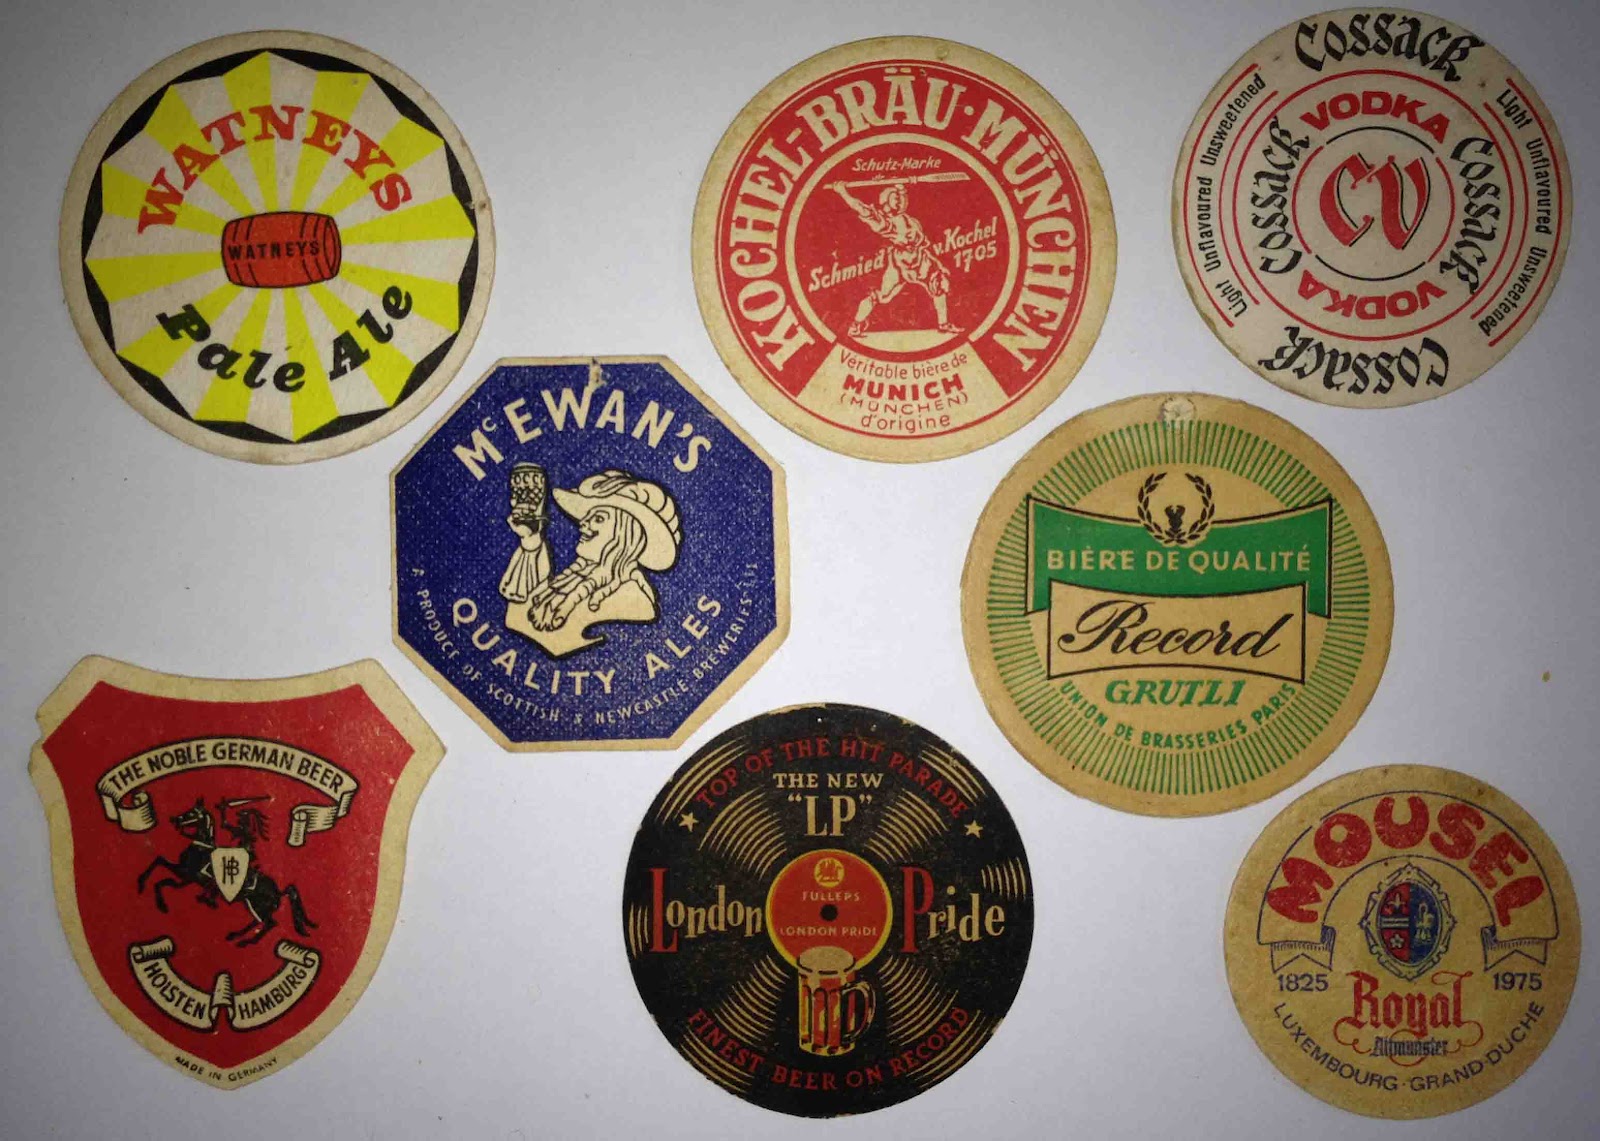 WATNEYS
WATNEYS
Pale Ale
KOCHEL-BRÄU·MÜNCHEN
Schutz-Marke
Schmied v. Kochel
1705
Véritable bière de
MUNICH
(MÜNCHEN)
d'origine
Cossack
Light Unflavoured Unsweetened
Light Unflavoured Unsweetened
VODKA
Cossack
Cossack
CV
VODKA
Cossack
McEWAN'S
QUALITY ALES
A PRODUCE OF SCOTTISH & NEWCASTLE BREWERIES LTD
BIÈRE DE QUALITÉ
Record
GRUTLI
UNION DE BRASSERIES PARIS
THE NOBLE GERMAN BEER
HB
HOLSTEN HAMBURG
MADE IN GERMANY
TOP OF THE HIT PARADE
THE NEW
"LP"
FULLERS
London Pride
LONDON PRIDE
FINEST BEER ON RECORD
MOUSEL
1825 1975
Royal
Altmunster
LUXEMBOURG · GRAND-DUCHE